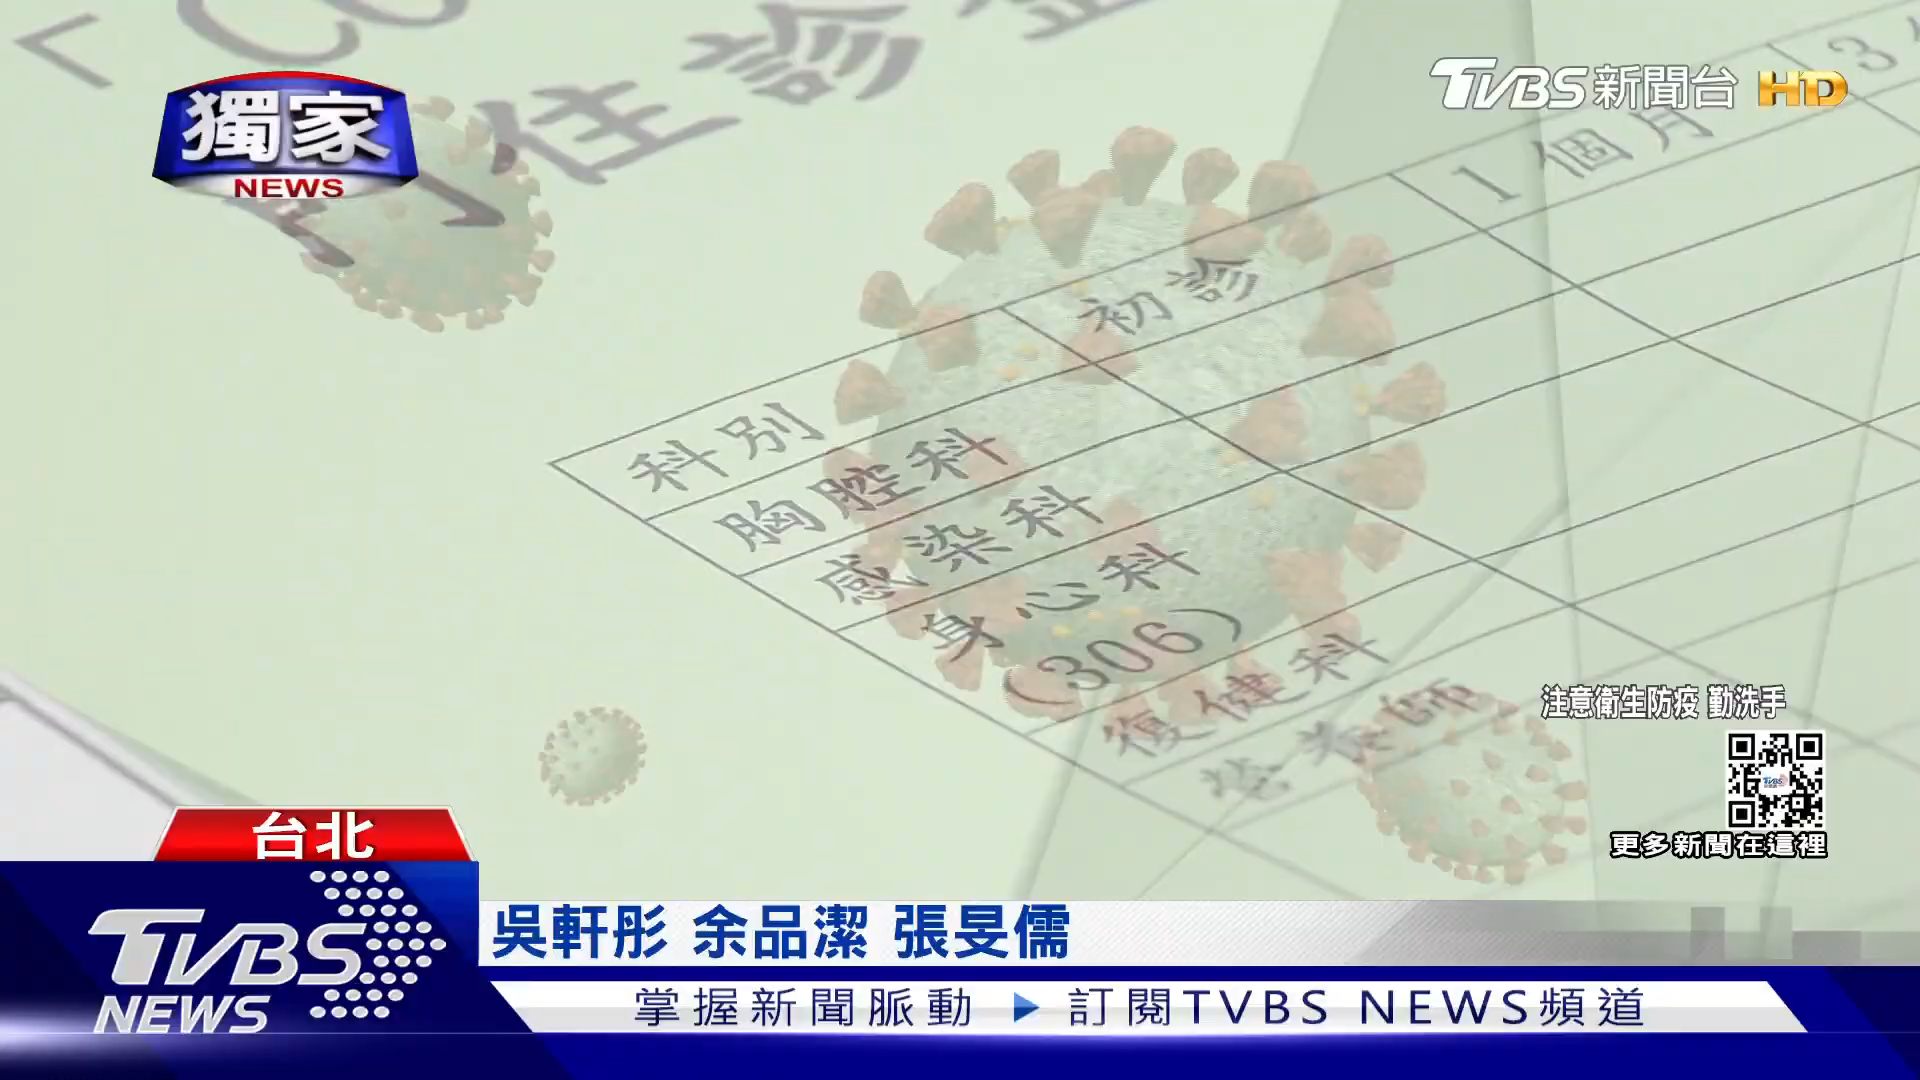 「CO
住診
獨家
NEWS
TVBS新聞台 HD
科別
初診
1 個月
3
胸腔科
感染科
身心科
(306)
復健科
營養師
注意衛生防疫 勤洗手
更多新聞在這裡
台北
TVBS
NEWS
吳軒彤 余品潔 張旻儒
掌握新聞脈動 ▶ 訂閱TVBS NEWS頻道